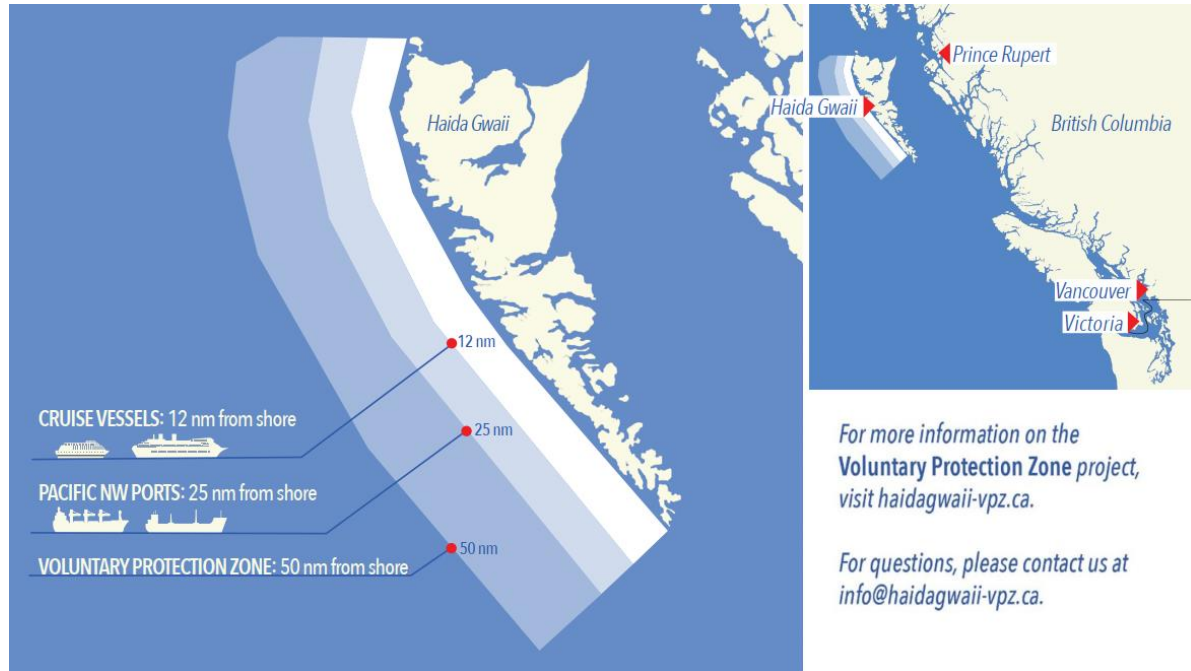 Haida Gwaii
12 nm
CRUISE VESSELS: 12 nm from shore
25 nm
PACIFIC NW PORTS: 25 nm from shore
50 nm
VOLUNTARY PROTECTION ZONE: 50 nm from shore
Prince Rupert
Haida Gwaii
British Columbia
Vancouver
Victoria
For more information on the
Voluntary Protection Zone project,
visit haidagwaii-vpz.ca.
For questions, please contact us at
info@haidagwaii-vpz.ca.